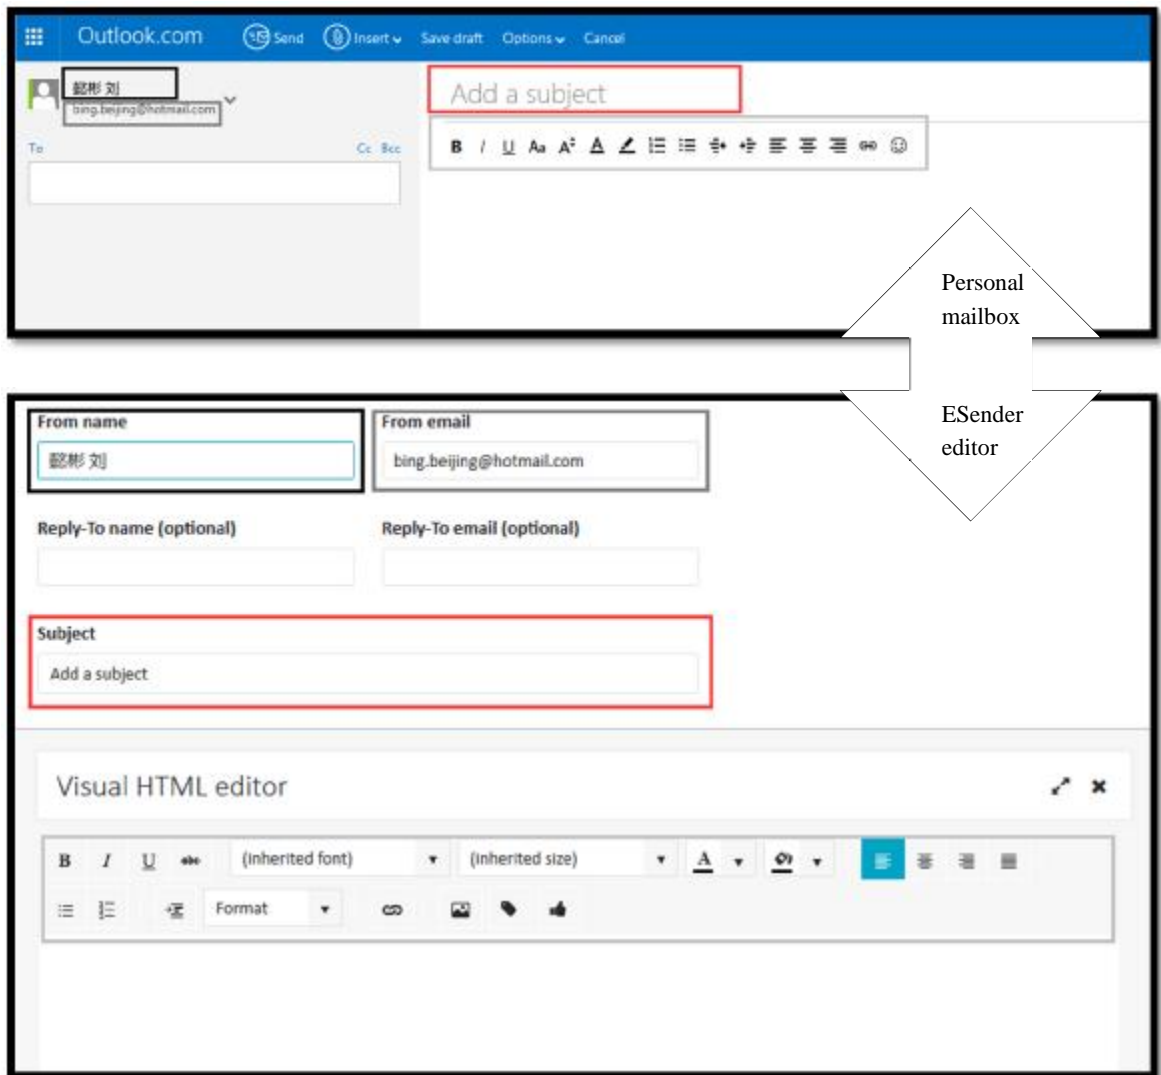 Outlook.com Send Insert Save draft Options Cancel
懿彬 刘
bing.beijing@hotmail.com
To Cc Bcc
Add a subject
B I U Aa A A
Personal
mailbox
ESender
editor
From name From email
懿彬 刘 bing.beijing@hotmail.com
Reply-To name (optional) Reply-To email (optional)
Subject
Add a subject
Visual HTML editor
B I U abc (inherited font) (inherited size) A
Format